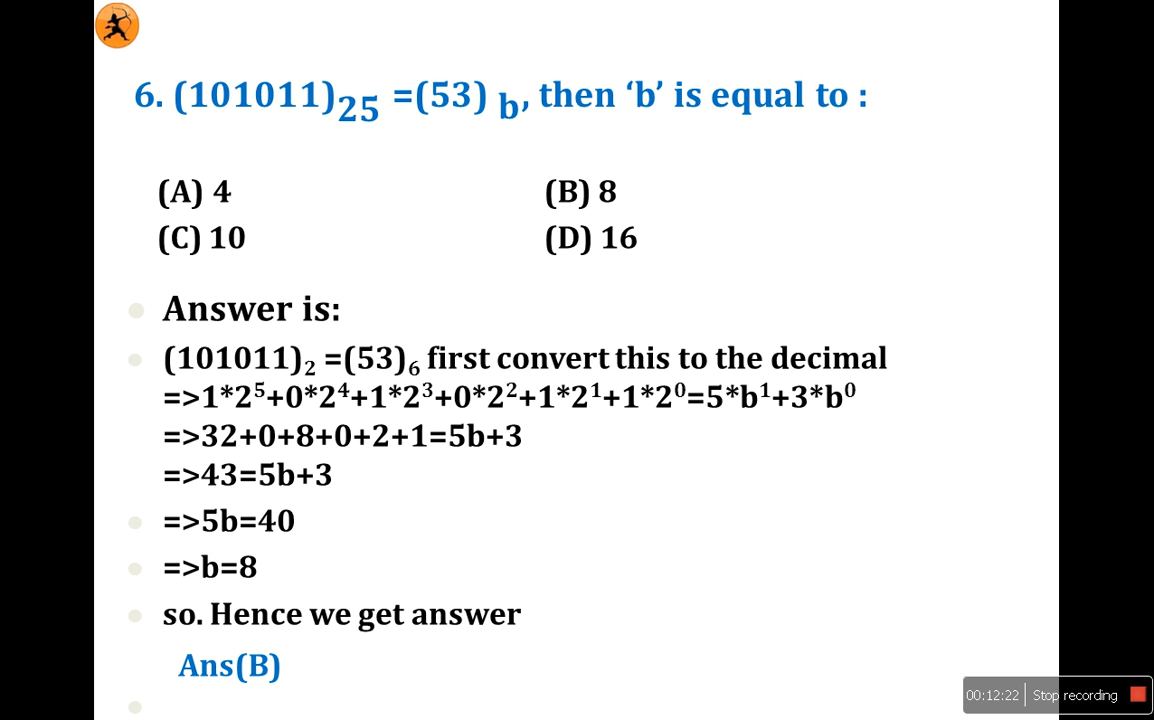 6. (101011)25 =(53) b, then ‘b’ is equal to :
(A) 4 (B) 8
(C) 10 (D) 16
Answer is:
(101011)₂ =(53)₆ first convert this to the decimal
=>1*2⁵+0*2⁴+1*2³+0*2²+1*2¹+1*2⁰=5*b¹+3*b⁰
=>32+0+8+0+2+1=5b+3
=>43=5b+3
=>5b=40
=>b=8
so. Hence we get answer
Ans(B)
00:12:22 Stop recording